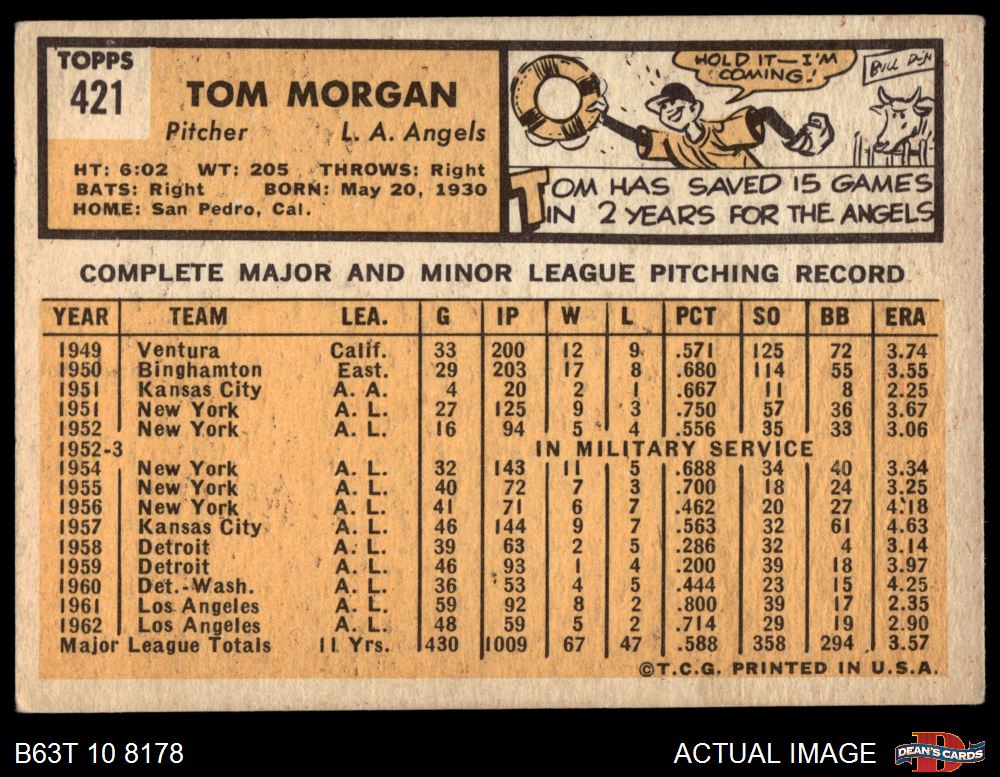 TOPPS
421
TOM MORGAN
Pitcher L. A. Angels
HT: 6:02 WT: 205 THROWS: Right
BATS: Right BORN: May 20, 1930
HOME: San Pedro, Cal.
HOLD IT—I'M
COMING!
BULL PEN
TOM HAS SAVED 15 GAMES
IN 2 YEARS FOR THE ANGELS
COMPLETE MAJOR AND MINOR LEAGUE PITCHING RECORD
YEAR TEAM LEA. G IP W L PCT SO BB ERA
1949 Ventura Calif. 33 200 12 9 .571 125 72 3.74
1950 Binghamton East. 29 203 17 8 .680 114 55 3.55
1951 Kansas City A. A. 4 20 2 1 .667 11 8 2.25
1951 New York A. L. 27 125 9 3 .750 57 36 3.67
1952 New York A. L. 16 94 5 4 .556 35 33 3.06
1952-3 IN MILITARY SERVICE
1954 New York A. L. 32 143 11 5 .688 34 40 3.34
1955 New York A. L. 40 72 7 3 .700 18 24 3.25
1956 New York A. L. 41 71 6 7 .462 20 27 4.18
1957 Kansas City A. L. 46 144 9 7 .563 32 61 4.63
1958 Detroit A. L. 39 63 2 5 .286 32 4 3.14
1959 Detroit A. L. 46 93 1 4 .200 39 18 3.97
1960 Det.-Wash. A. L. 36 53 4 5 .444 23 15 4.25
1961 Los Angeles A. L. 59 92 8 2 .800 39 17 2.35
1962 Los Angeles A. L. 48 59 5 2 .714 29 19 2.90
Major League Totals 11 Yrs. 430 1009 67 47 .588 358 294 3.57
©T.C.G. PRINTED IN U.S.A.
B63T 10 8178
ACTUAL IMAGE
D
DEAN'S CARDS